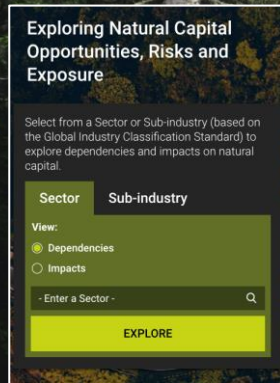 Exploring Natural Capital
Opportunities, Risks and
Exposure
Select from a Sector or Sub-industry (based on
the Global Industry Classification Standard) to
explore dependencies and impacts on natural
capital.
Sector Sub-industry
View:
Dependencies
Impacts
- Enter a Sector -
EXPLORE